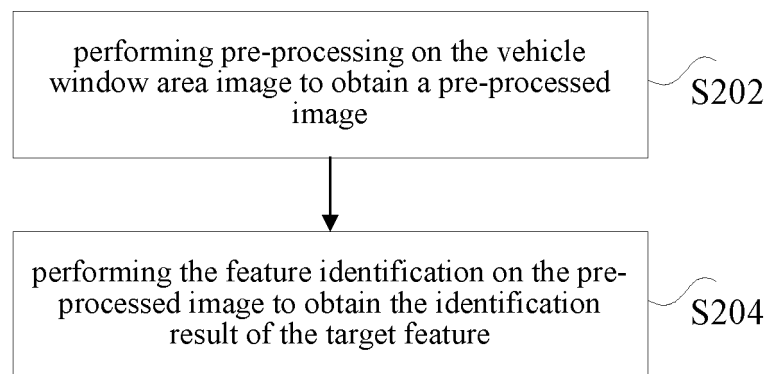 performing pre-processing on the vehicle
window area image to obtain a pre-processed
image
S202
performing the feature identification on the pre-
processed image to obtain the identification
result of the target feature
S204